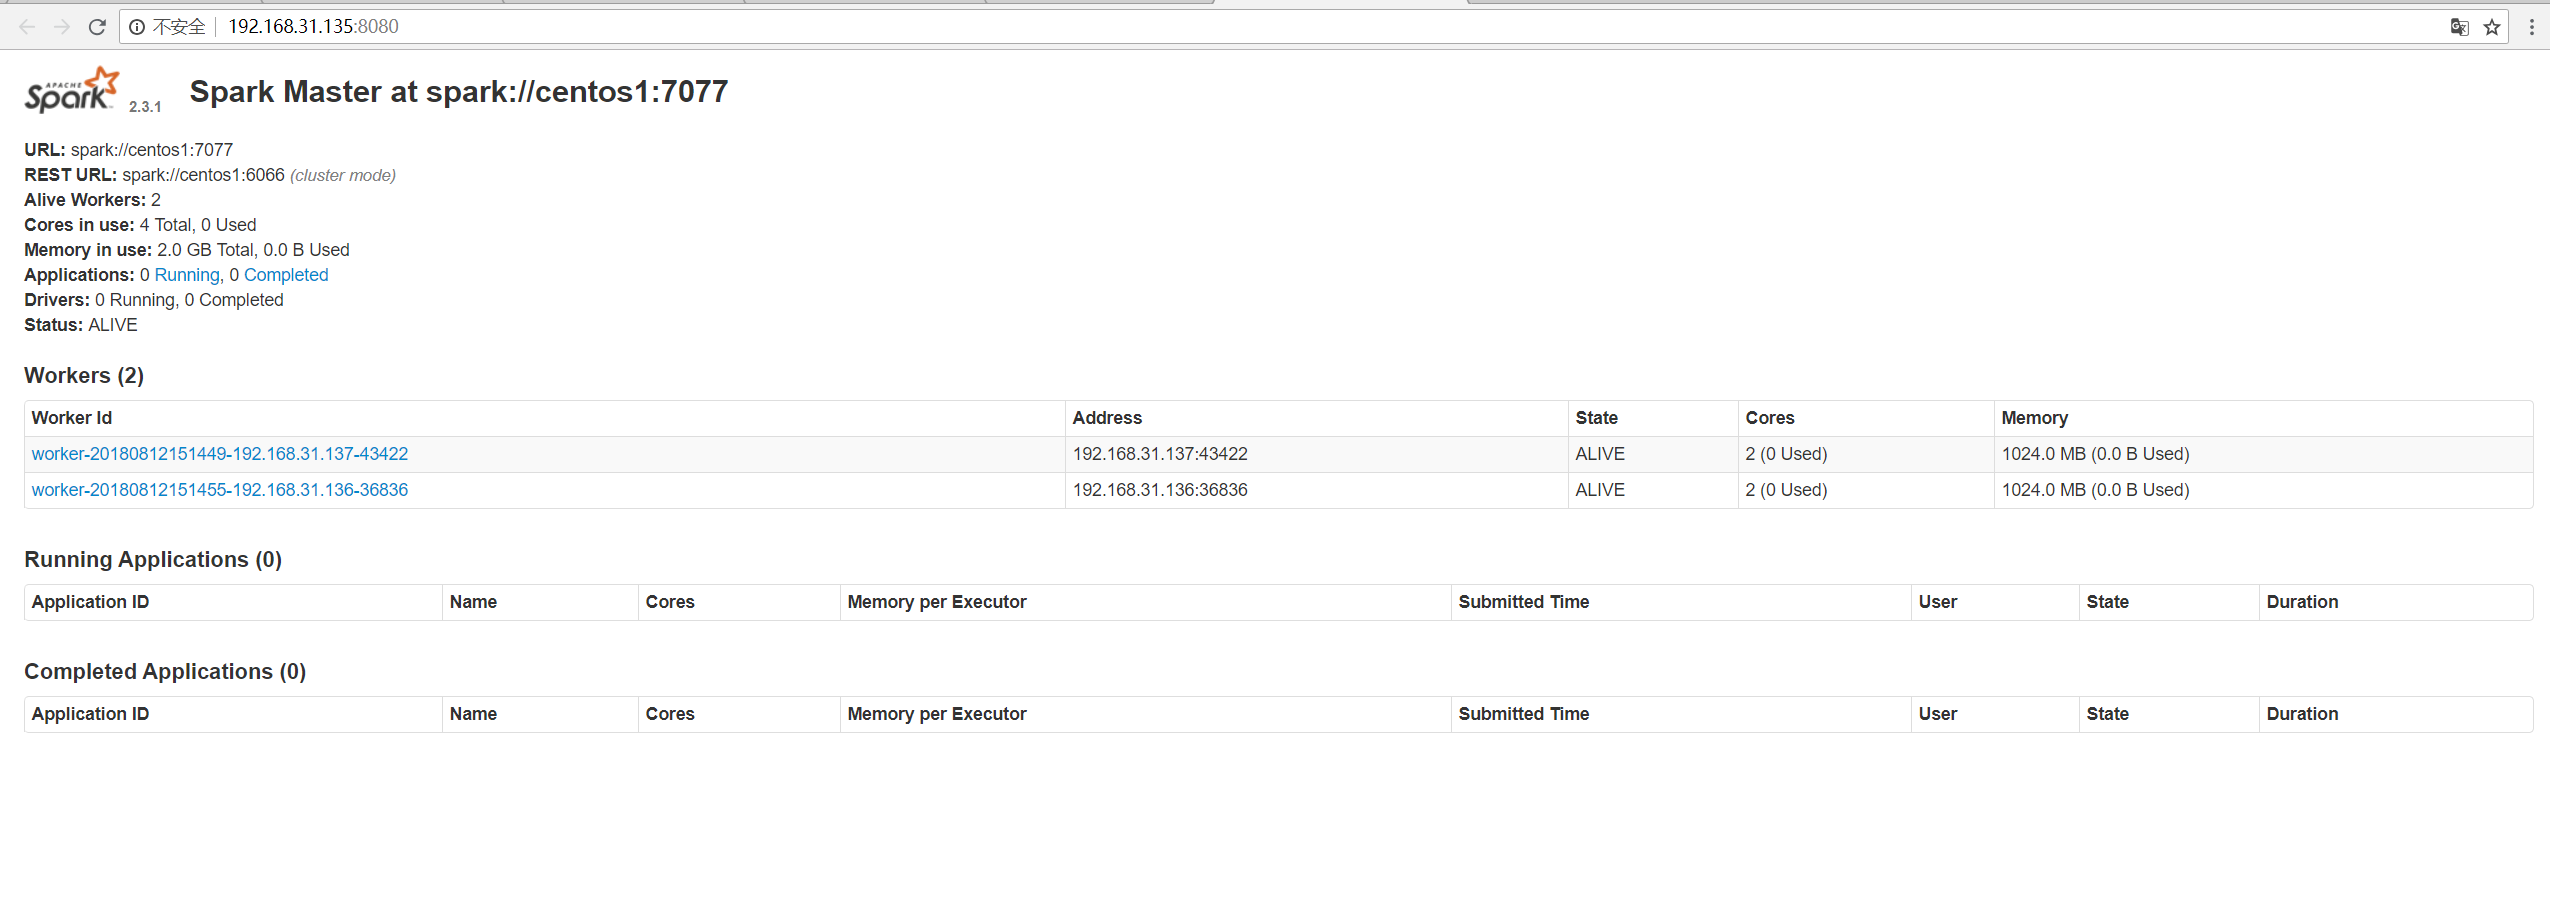 不安全 192.168.31.135:8080
APACHE Spark 2.3.1 Spark Master at spark://centos1:7077
URL: spark://centos1:7077
REST URL: spark://centos1:6066 (cluster mode)
Alive Workers: 2
Cores in use: 4 Total, 0 Used
Memory in use: 2.0 GB Total, 0.0 B Used
Applications: 0 Running, 0 Completed
Drivers: 0 Running, 0 Completed
Status: ALIVE
Workers (2)
Worker Id Address State Cores Memory
worker-20180812151449-192.168.31.137-43422 192.168.31.137:43422 ALIVE 2 (0 Used) 1024.0 MB (0.0 B Used)
worker-20180812151455-192.168.31.136-36836 192.168.31.136:36836 ALIVE 2 (0 Used) 1024.0 MB (0.0 B Used)
Running Applications (0)
Application ID Name Cores Memory per Executor Submitted Time User State Duration
Completed Applications (0)
Application ID Name Cores Memory per Executor Submitted Time User State Duration